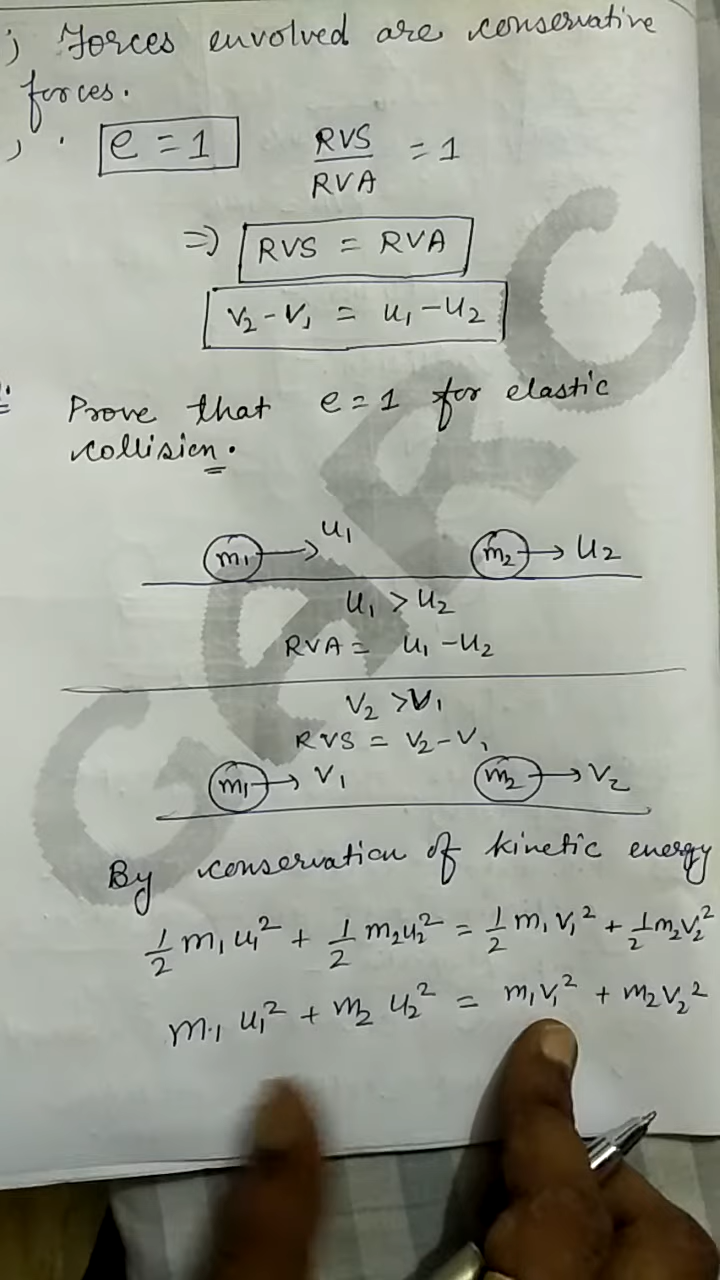 ; Forces envolved are conservative
forces.
, . e = 1 RVS/RVA = 1
⇒ RVS = RVA
V₂ - V₁ = u₁ - u₂
Prove that e = 1 for elastic
collision.
m₁ → u₁ m₂ → u₂
u₁ > u₂
RVA = u₁ - u₂
V₂ > V₁
RVS = V₂ - V₁
m₁ → V₁ m₂ → V₂
By conservation of kinetic energy
½ m₁ u₁² + ½ m₂ u₂² = ½ m₁ V₁² + ½ m₂ V₂²
m₁ u₁² + m₂ u₂² = m₁ V₁² + m₂ V₂²
GARG